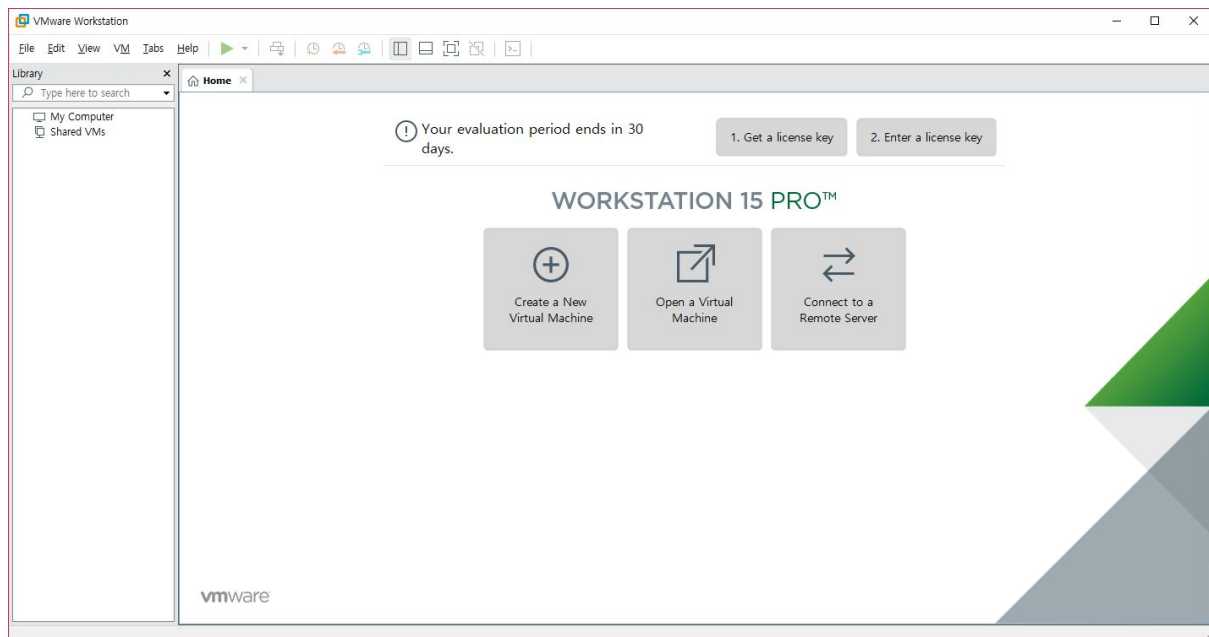 VMware Workstation
File Edit View VM Tabs Help
Library
Type here to search
My Computer
Shared VMs
Home
Your evaluation period ends in 30
days.
1. Get a license key
2. Enter a license key
WORKSTATION 15 PRO™
Create a New
Virtual Machine
Open a Virtual
Machine
Connect to a
Remote Server
vmware